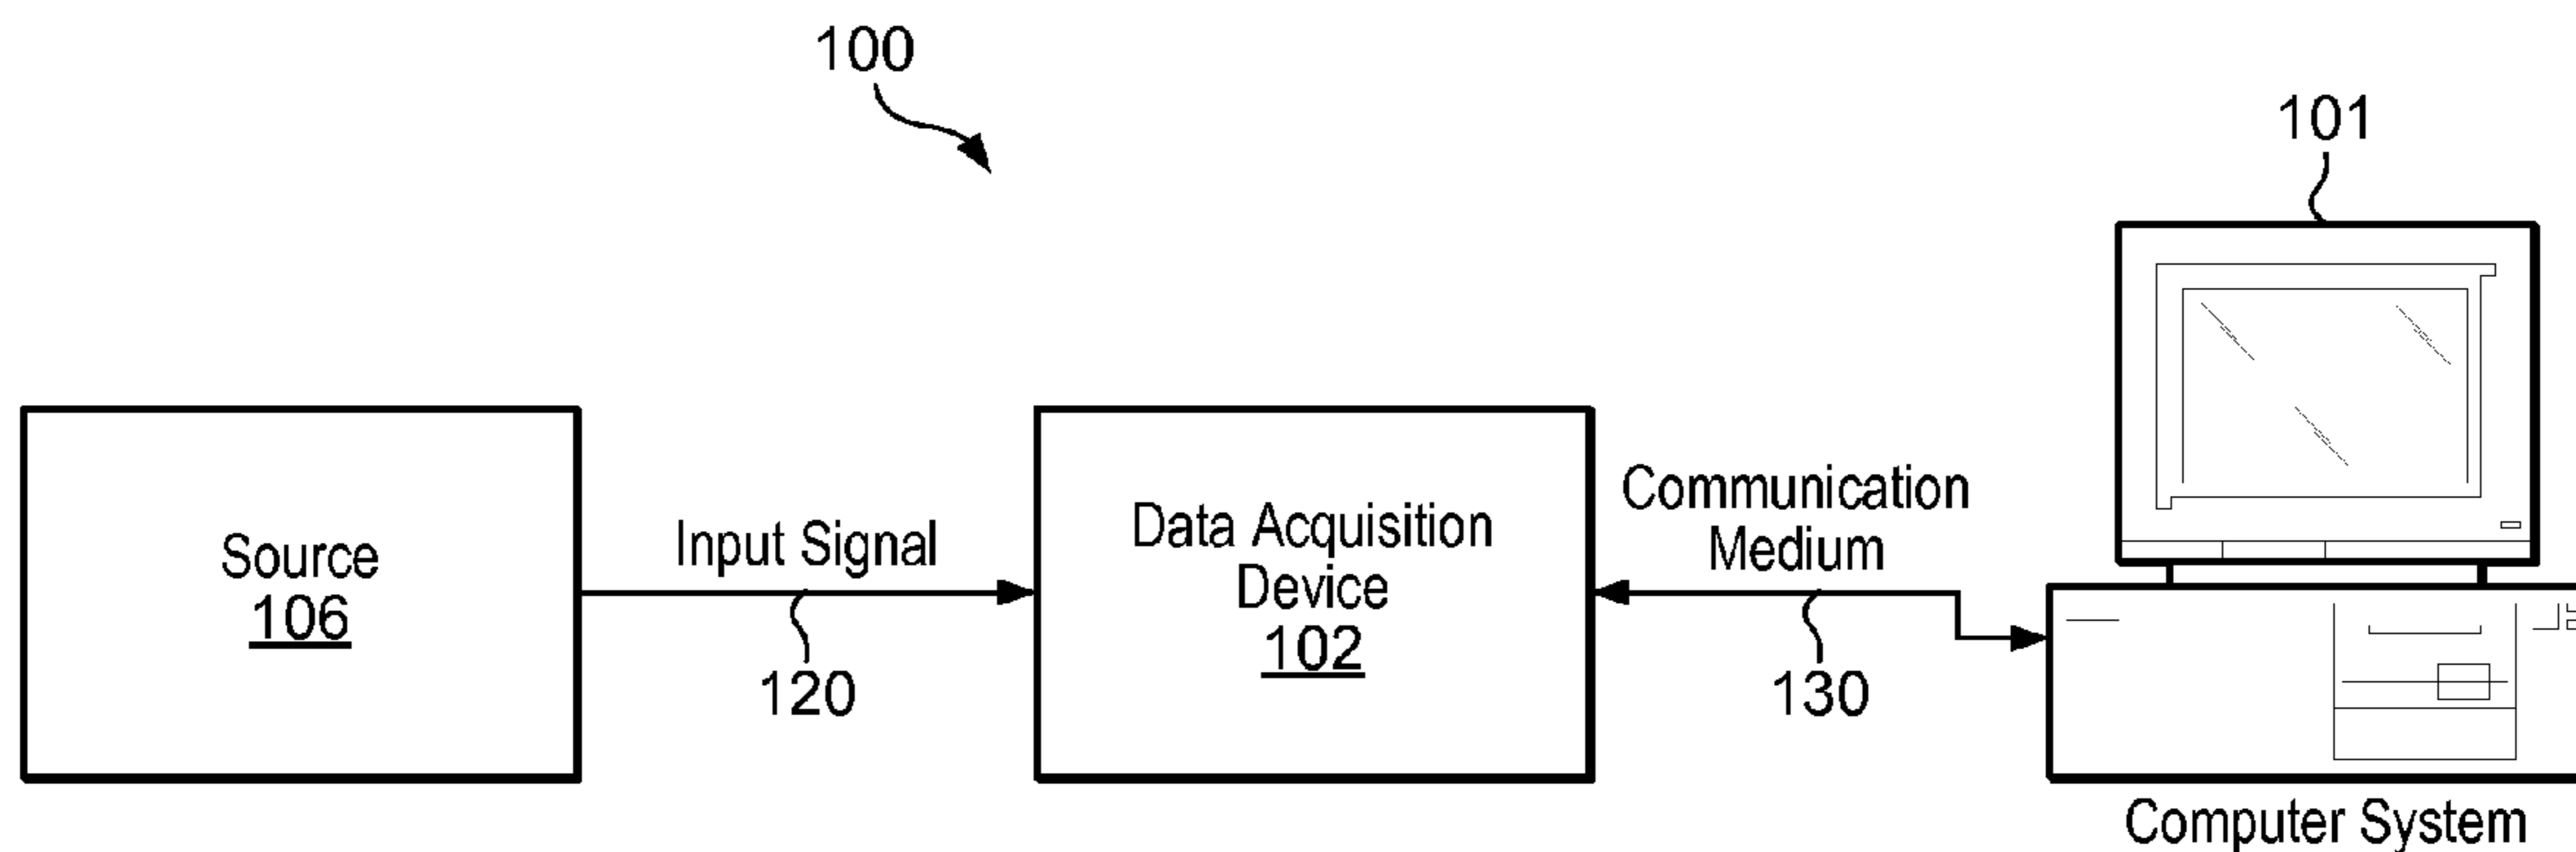 100
101
Source
106
Input Signal
120
Data Acquisition
Device
102
Communication
Medium
130
Computer System